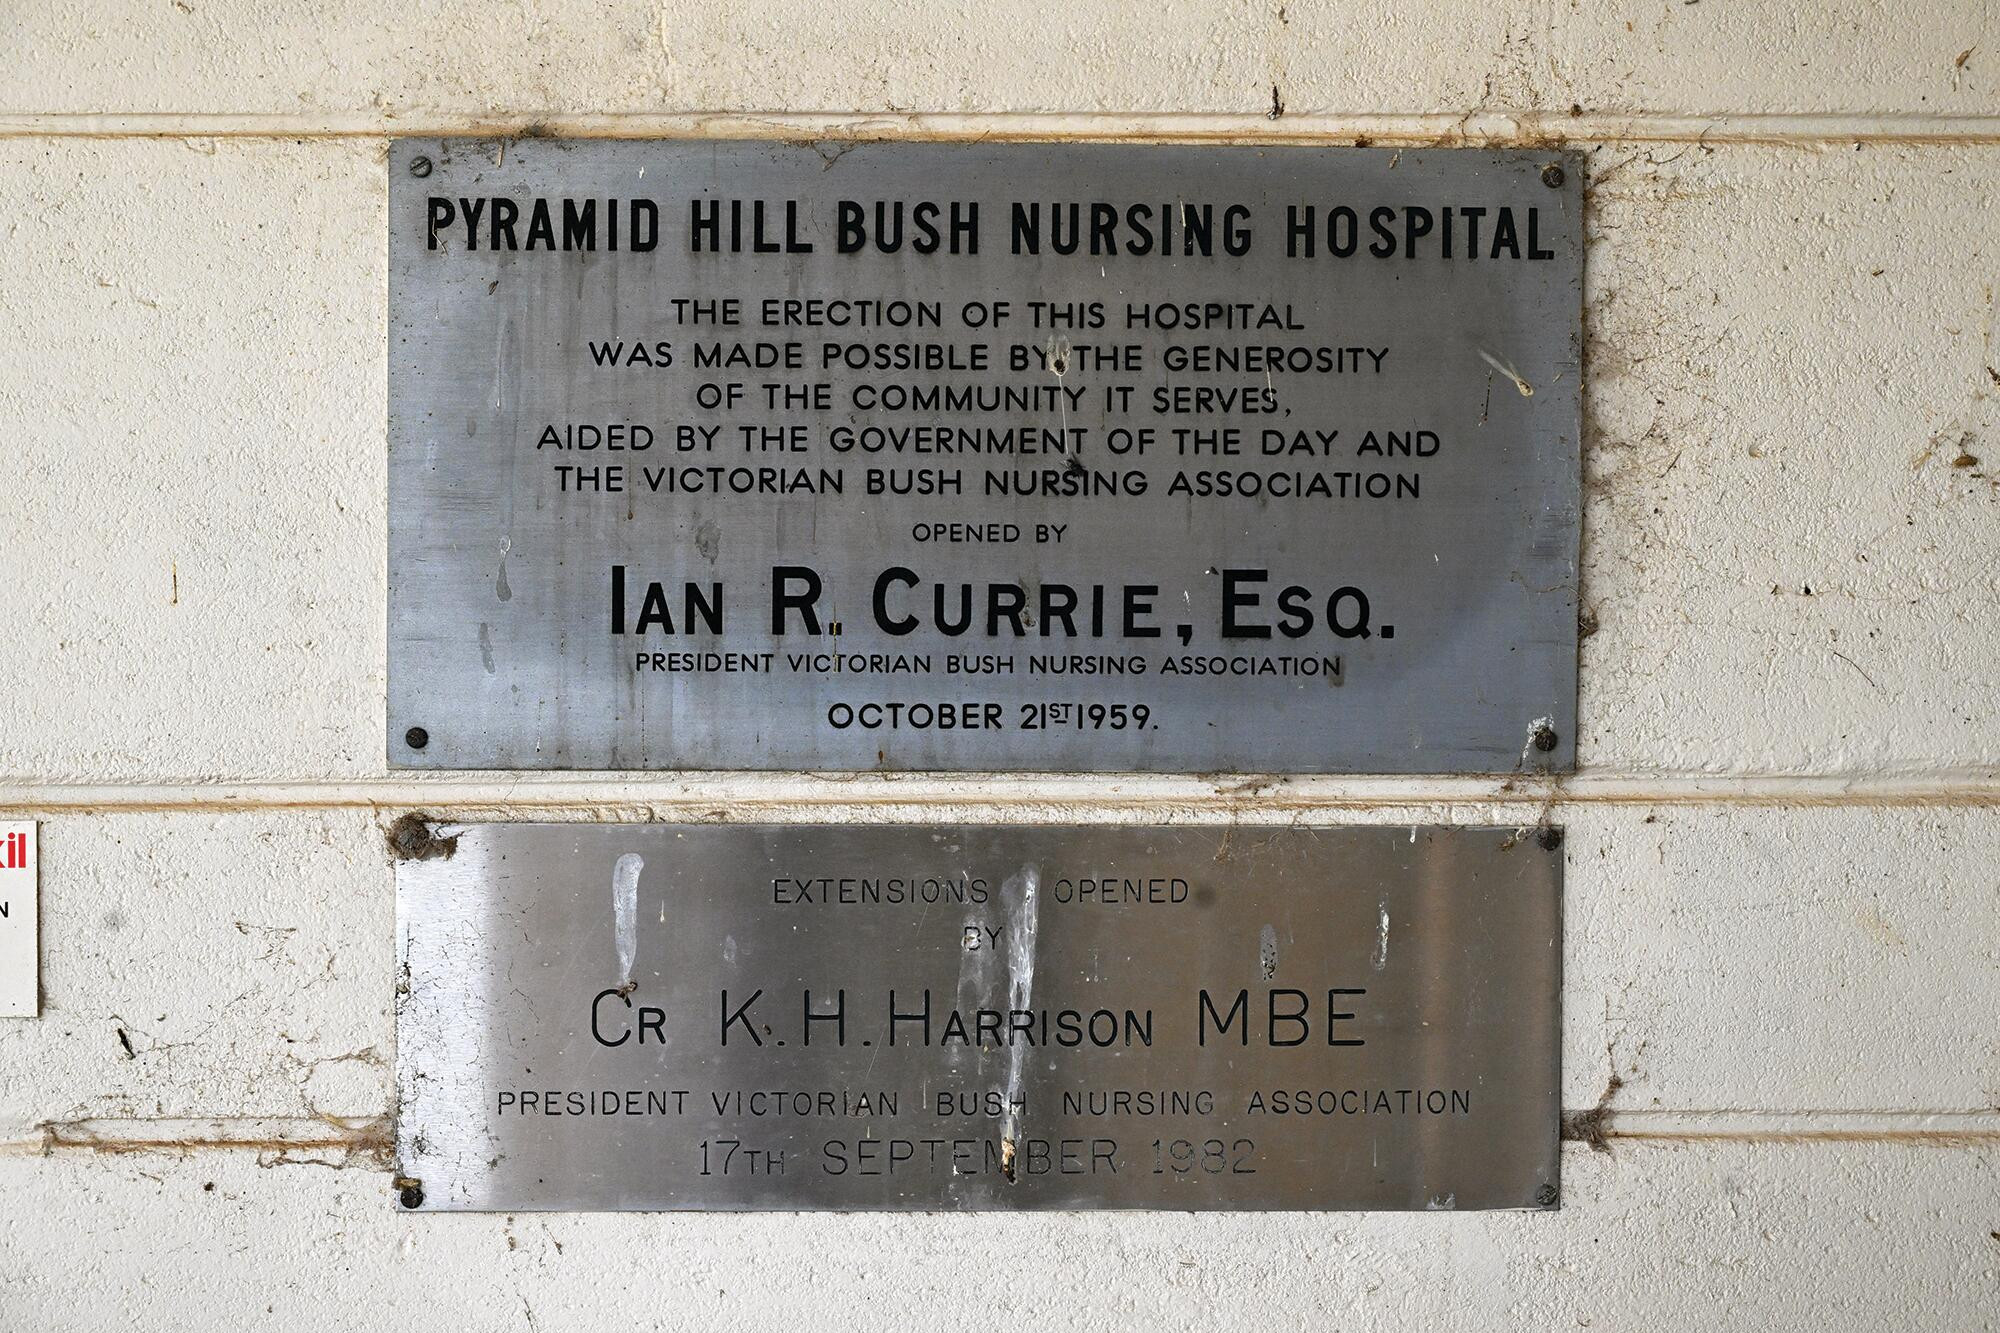 PYRAMID HILL BUSH NURSING HOSPITAL
THE ERECTION OF THIS HOSPITAL
WAS MADE POSSIBLE BY THE GENEROSITY
OF THE COMMUNITY IT SERVES,
AIDED BY THE GOVERNMENT OF THE DAY AND
THE VICTORIAN BUSH NURSING ASSOCIATION
OPENED BY
IAN R. CURRIE, ESQ.
PRESIDENT VICTORIAN BUSH NURSING ASSOCIATION
OCTOBER 21ST 1959.
EXTENSIONS OPENED
BY
CR K.H.HARRISON MBE
PRESIDENT VICTORIAN BUSH NURSING ASSOCIATION
17TH SEPTEMBER 1982